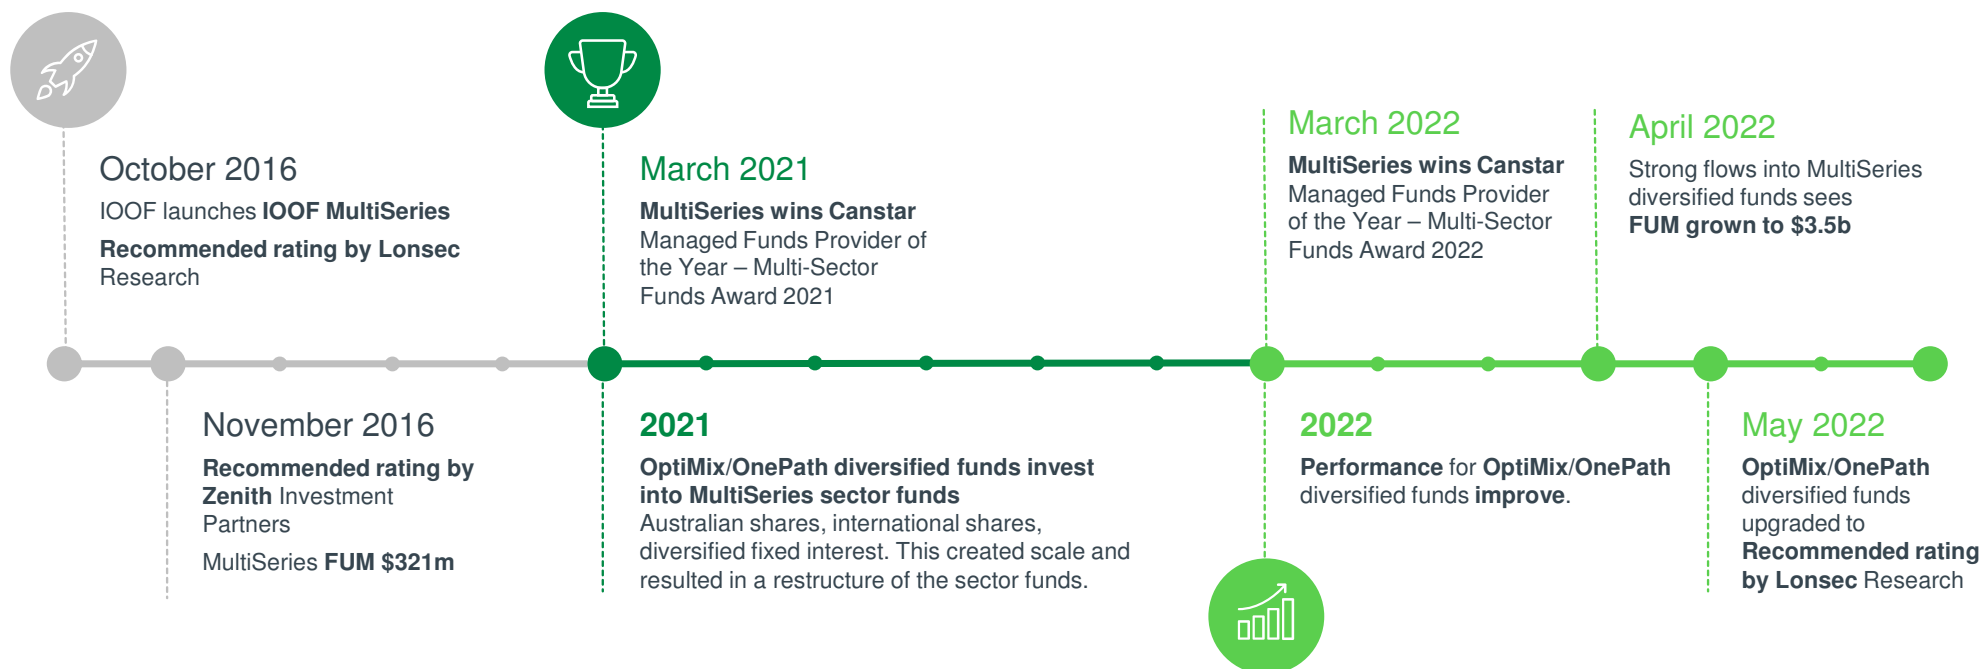 October 2016
IOOF launches IOOF MultiSeries
Recommended rating by Lonsec
Research
March 2021
MultiSeries wins Canstar
Managed Funds Provider of
the Year – Multi-Sector
Funds Award 2021
March 2022
MultiSeries wins Canstar
Managed Funds Provider
of the Year – Multi-Sector
Funds Award 2022
April 2022
Strong flows into MultiSeries
diversified funds sees
FUM grown to $3.5b
November 2016
Recommended rating by
Zenith Investment
Partners
MultiSeries FUM $321m
2021
OptiMix/OnePath diversified funds invest
into MultiSeries sector funds
Australian shares, international shares,
diversified fixed interest. This created scale and
resulted in a restructure of the sector funds.
2022
Performance for OptiMix/OnePath
diversified funds improve.
May 2022
OptiMix/OnePath
diversified funds
upgraded to
Recommended rating
by Lonsec Research